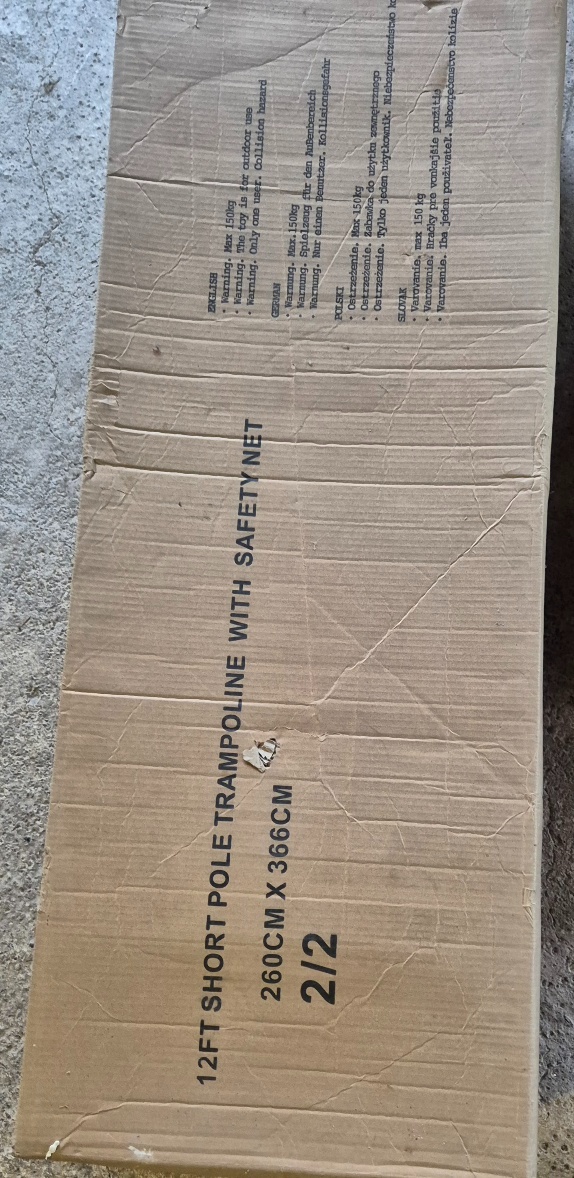 12FT SHORT POLE TRAMPOLINE WITH SAFETY NET
260CM X 366CM
2/2
ENGLISH
• Warning. Max 150kg
• Warning. The toy is for outdoor use
• Warning. Only one user. Collision hazard
GERMAN
• Warnung. Max.150kg
• Warnung. Spielzeug für den Außenbereich
• Warnung. Nur einen Benutzer. Kollisionsgefahr
POLSKI
• Ostrzeżenie. Max 150kg
• Ostrzeżenie. Zabawka do użytku zewnętrznego
• Ostrzeżenie. Tylko jeden użytkownik. Niebezpieczeństwo
SLOVAK
• Varovanie. max 150 kg
• Varovanie. Hračky pre vonkajšie použitie
• Varovanie. Iba jeden používateľ. Nebezpečenstvo kolízie